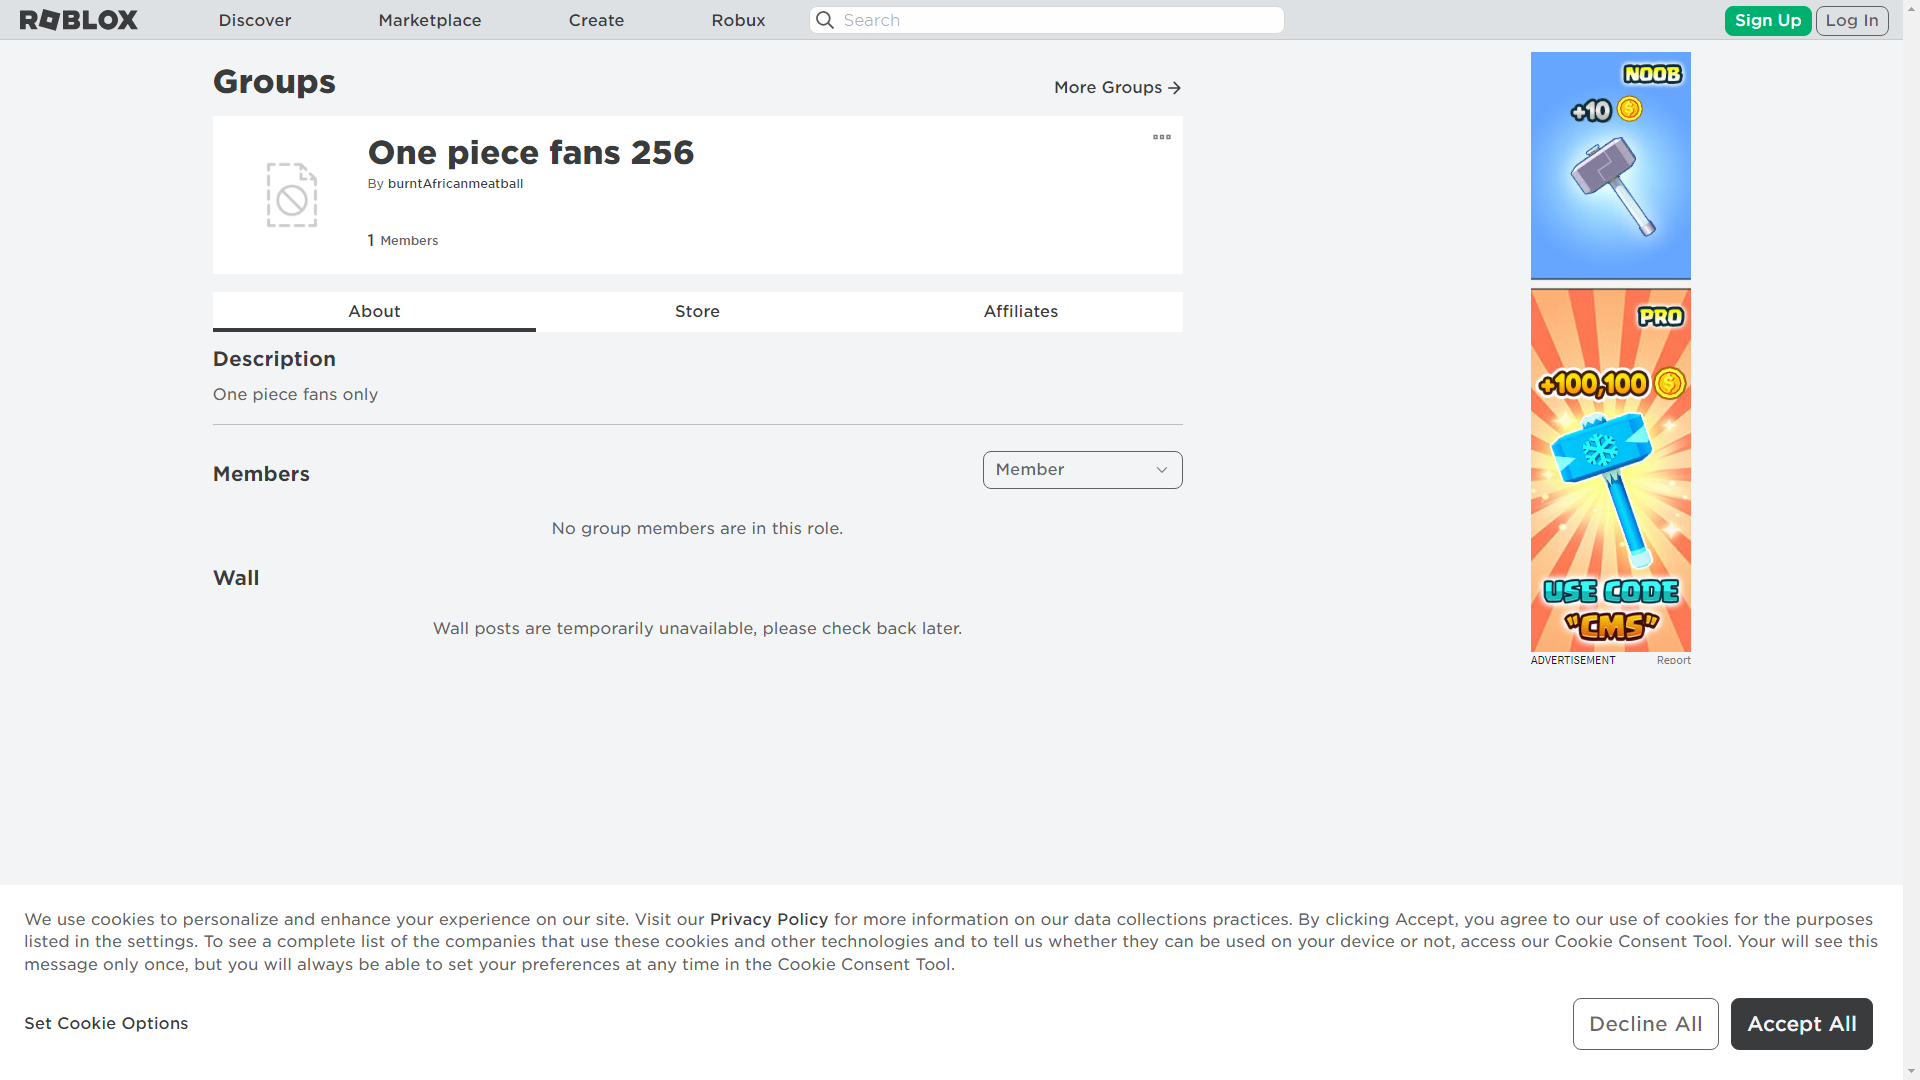 ROBLOX
Discover
Marketplace
Create
Robux
Search
Sign Up
Log In
Groups
More Groups
One piece fans 256
By burntAfricanmeatball
1 Members
About
Store
Affiliates
Description
One piece fans only
Members
Member
No group members are in this role.
Wall
Wall posts are temporarily unavailable, please check back later.
NOOB
+10
PRO
+100,100
USE CODE
"CMS"
ADVERTISEMENT
Report
We use cookies to personalize and enhance your experience on our site. Visit our Privacy Policy for more information on our data collections practices. By clicking Accept, you agree to our use of cookies for the purposes
listed in the settings. To see a complete list of the companies that use these cookies and other technologies and to tell us whether they can be used on your device or not, access our Cookie Consent Tool. Your will see this
message only once, but you will always be able to set your preferences at any time in the Cookie Consent Tool.
Set Cookie Options
Decline All
Accept All